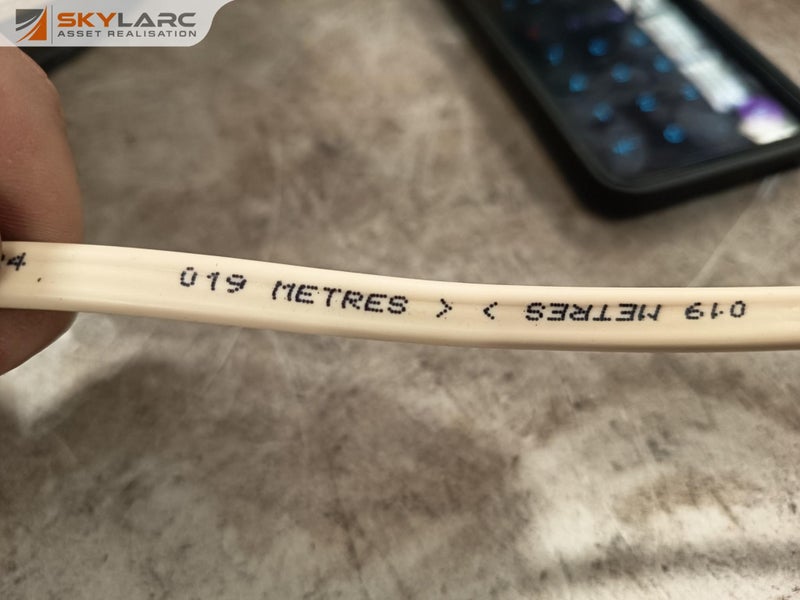 SKYLARC
ASSET REALISATION
019 METRES > < 019 METRES